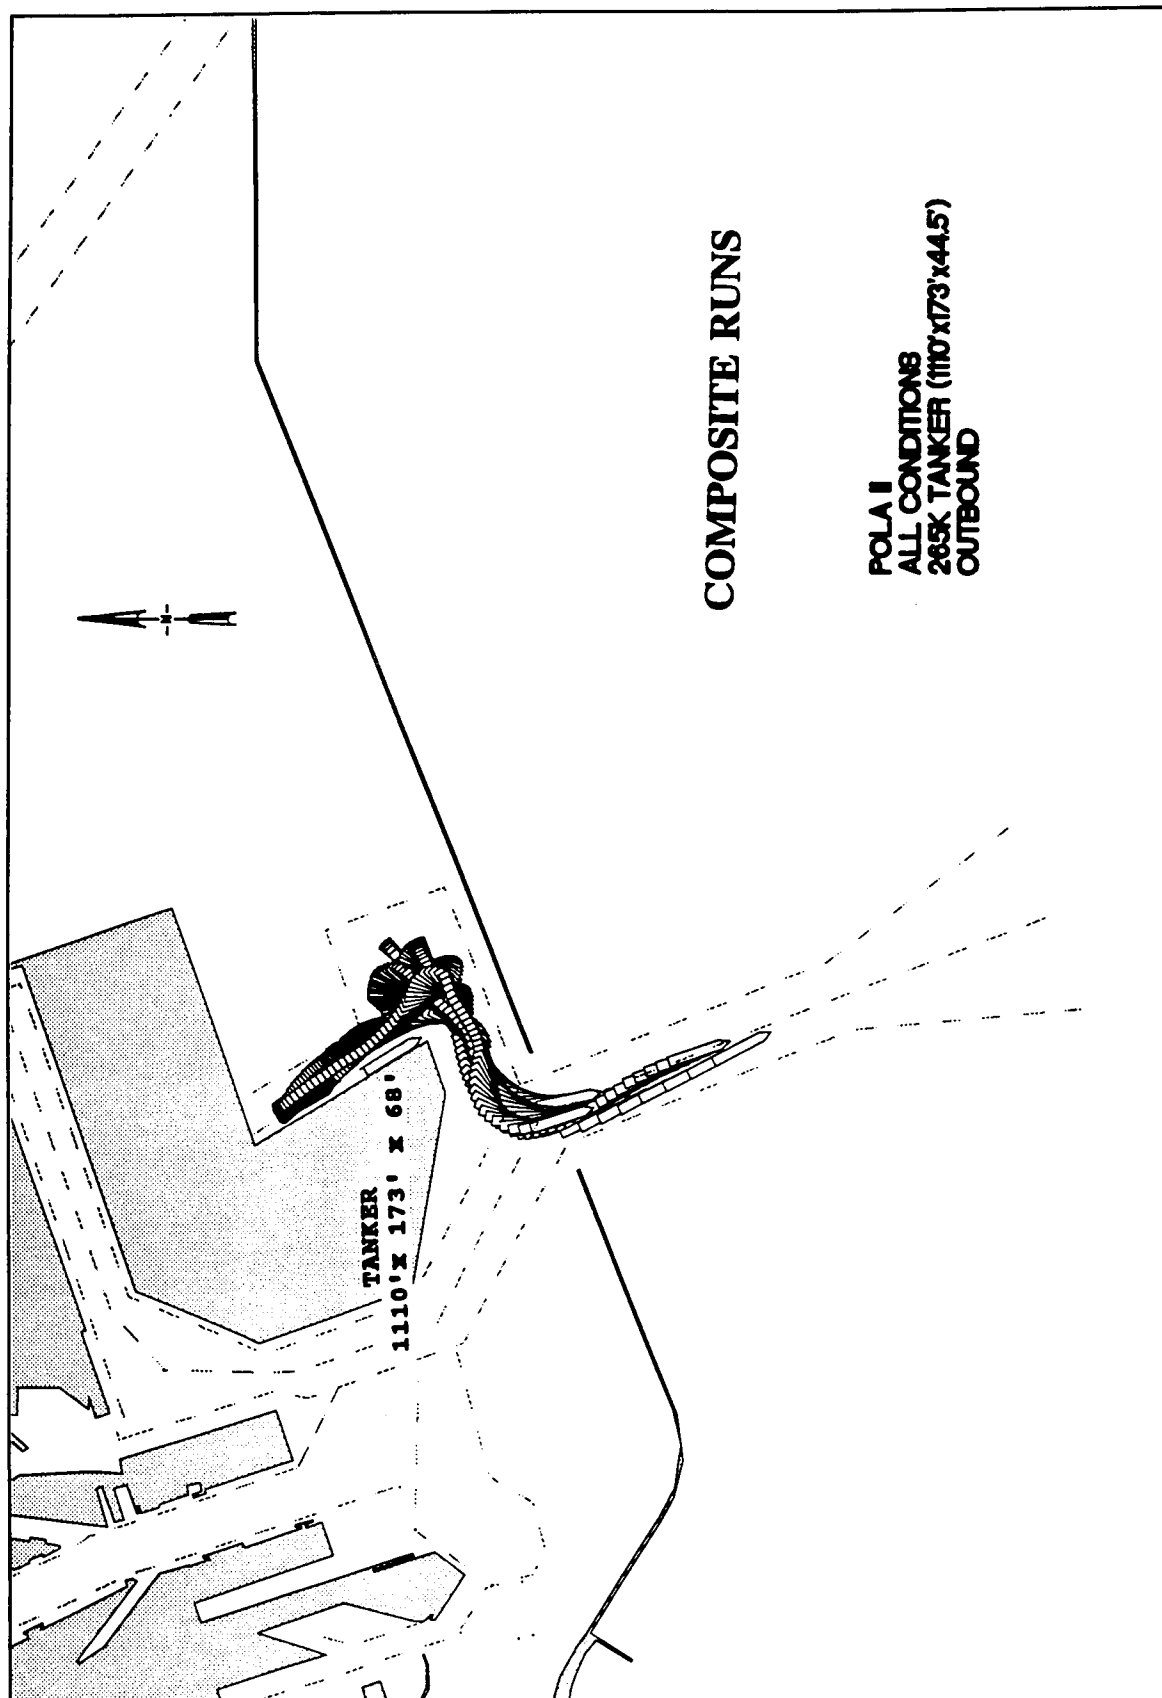 COMPOSITE RUNS
POLA II
ALL CONDITIONS
265K TANKER (1110'x173'x44.5')
OUTBOUND
TANKER
1110'X 173' X 68'
N